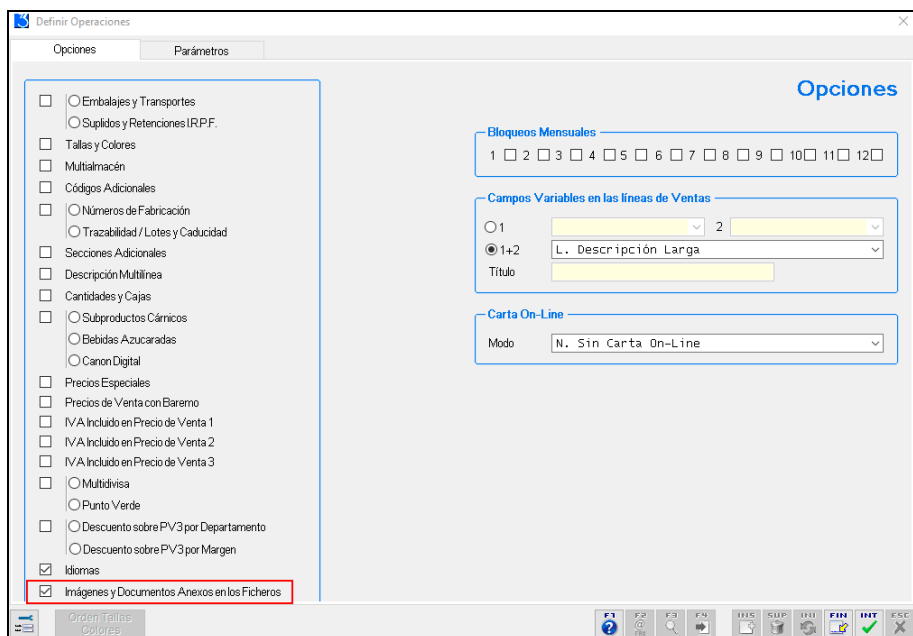 Definir Operaciones
Opciones Parámetros
Opciones
Embalajes y Transportes
Suplidos y Retenciones I.R.P.F.
Tallas y Colores
Multialmacén
Códigos Adicionales
Números de Fabricación
Trazabilidad / Lotes y Caducidad
Secciones Adicionales
Descripción Multilínea
Cantidades y Cajas
Subproductos Cárnicos
Bebidas Azucaradas
Canon Digital
Precios Especiales
Precios de Venta con Baremo
IVA Incluido en Precio de Venta 1
IVA Incluido en Precio de Venta 2
IVA Incluido en Precio de Venta 3
Multidivisa
Punto Verde
Descuento sobre PV3 por Departamento
Descuento sobre PV3 por Margen
Idiomas
Imágenes y Documentos Anexos en los Ficheros
Bloqueos Mensuales
1 2 3 4 5 6 7 8 9 10 11 12
Campos Variables en las líneas de Ventas
1 2
1+2 L. Descripción Larga
Título
Carta On-Line
Modo N. Sin Carta On-Line
Orden Tallas
Colores
F1 F2 F3 F4 INS SUP INI FIN INT ESC